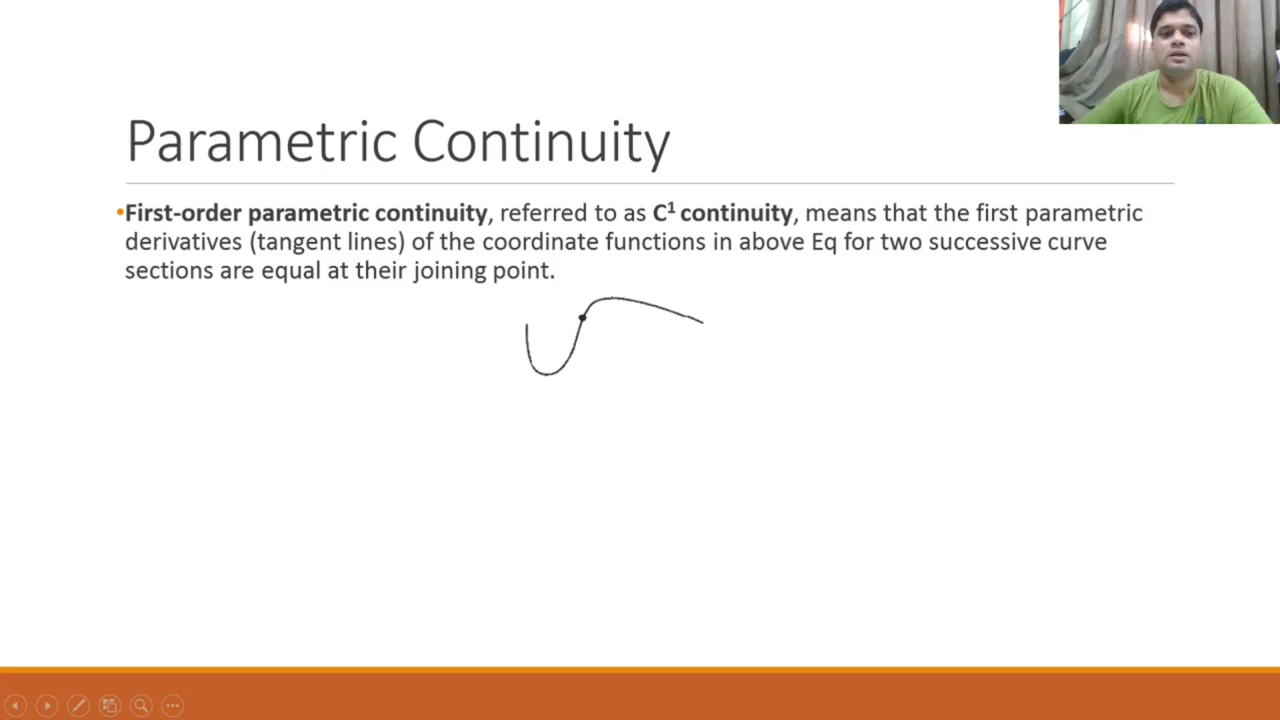 Parametric Continuity
•First-order parametric continuity, referred to as C¹ continuity, means that the first parametric
derivatives (tangent lines) of the coordinate functions in above Eq for two successive curve
sections are equal at their joining point.